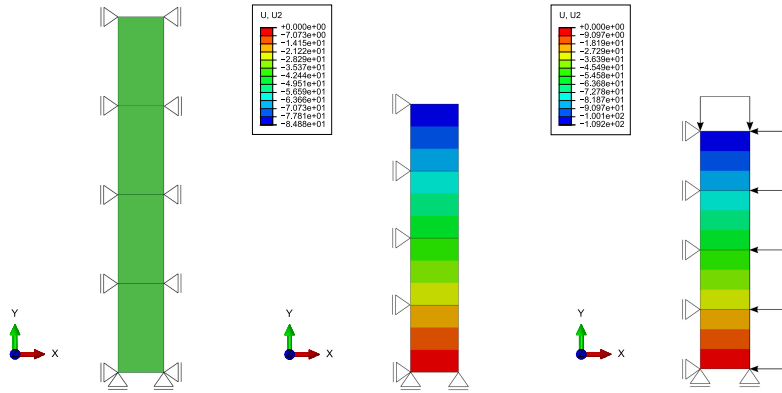 U, U2
+0.000e+00
−7.073e+00
−1.415e+01
−2.122e+01
−2.829e+01
−3.537e+01
−4.244e+01
−4.951e+01
−5.659e+01
−6.366e+01
−7.073e+01
−7.781e+01
−8.488e+01
U, U2
+0.000e+00
−9.097e+00
−1.819e+01
−2.729e+01
−3.639e+01
−4.549e+01
−5.458e+01
−6.368e+01
−7.278e+01
−8.187e+01
−9.097e+01
−1.001e+02
−1.092e+02
Y
X
Y
X
Y
X